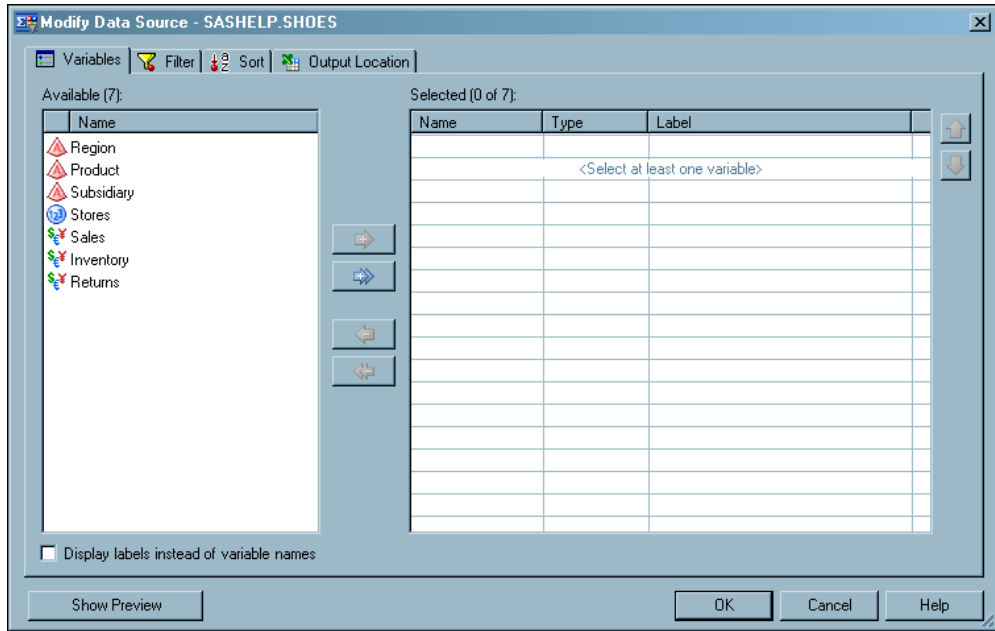 Modify Data Source - SASHELP.SHOES
Variables Filter Sort Output Location
Available (7):
Name
Region
Product
Subsidiary
Stores
Sales
Inventory
Returns
Selected (0 of 7):
Name Type Label
<Select at least one variable>
Display labels instead of variable names
Show Preview OK Cancel Help